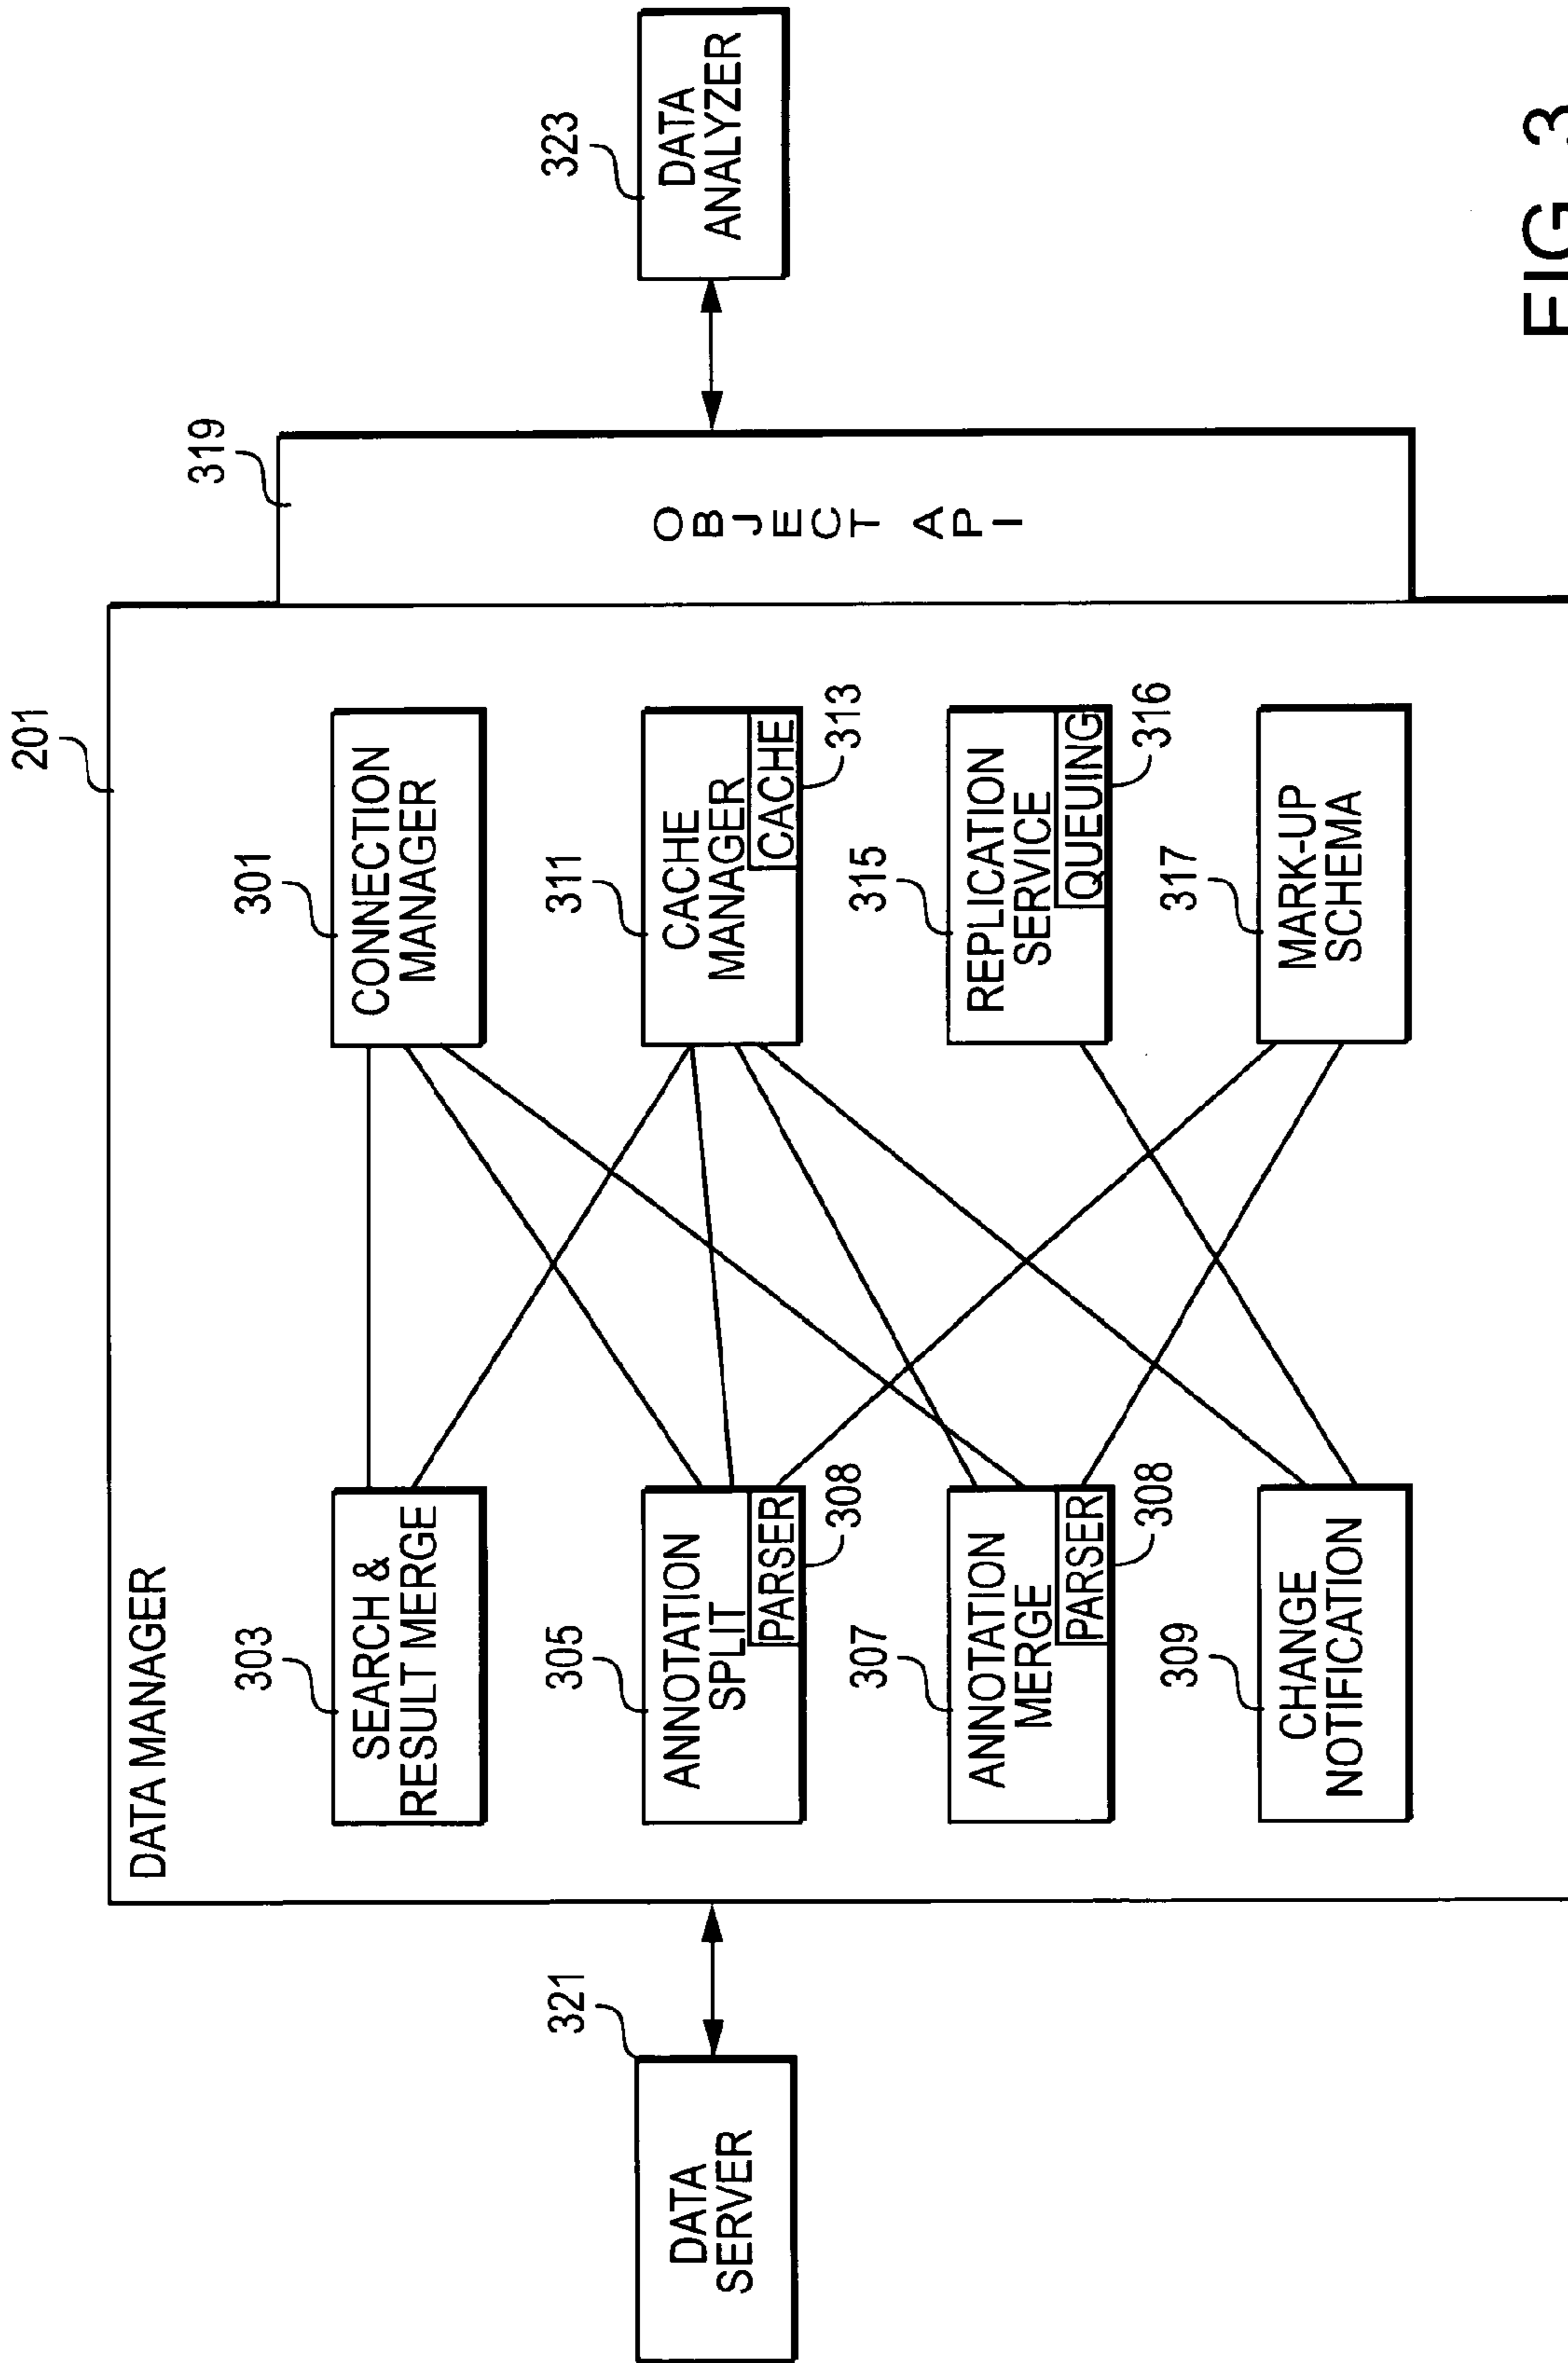 201
DATA MANAGER
303
SEARCH &
RESULT MERGE
301
CONNECTION
MANAGER
319
OBJECT API
321
DATA
SERVER
305
ANNOTATION
SPLIT
PARSER
308
311
CACHE
MANAGER
CACHE
313
323
DATA
ANALYZER
307
ANNOTATION
MERGE
PARSER
308
315
REPLICATION
SERVICE
QUEUING
316
309
CHANGE
NOTIFICATION
317
MARK-UP
SCHEMA
FIG. 3